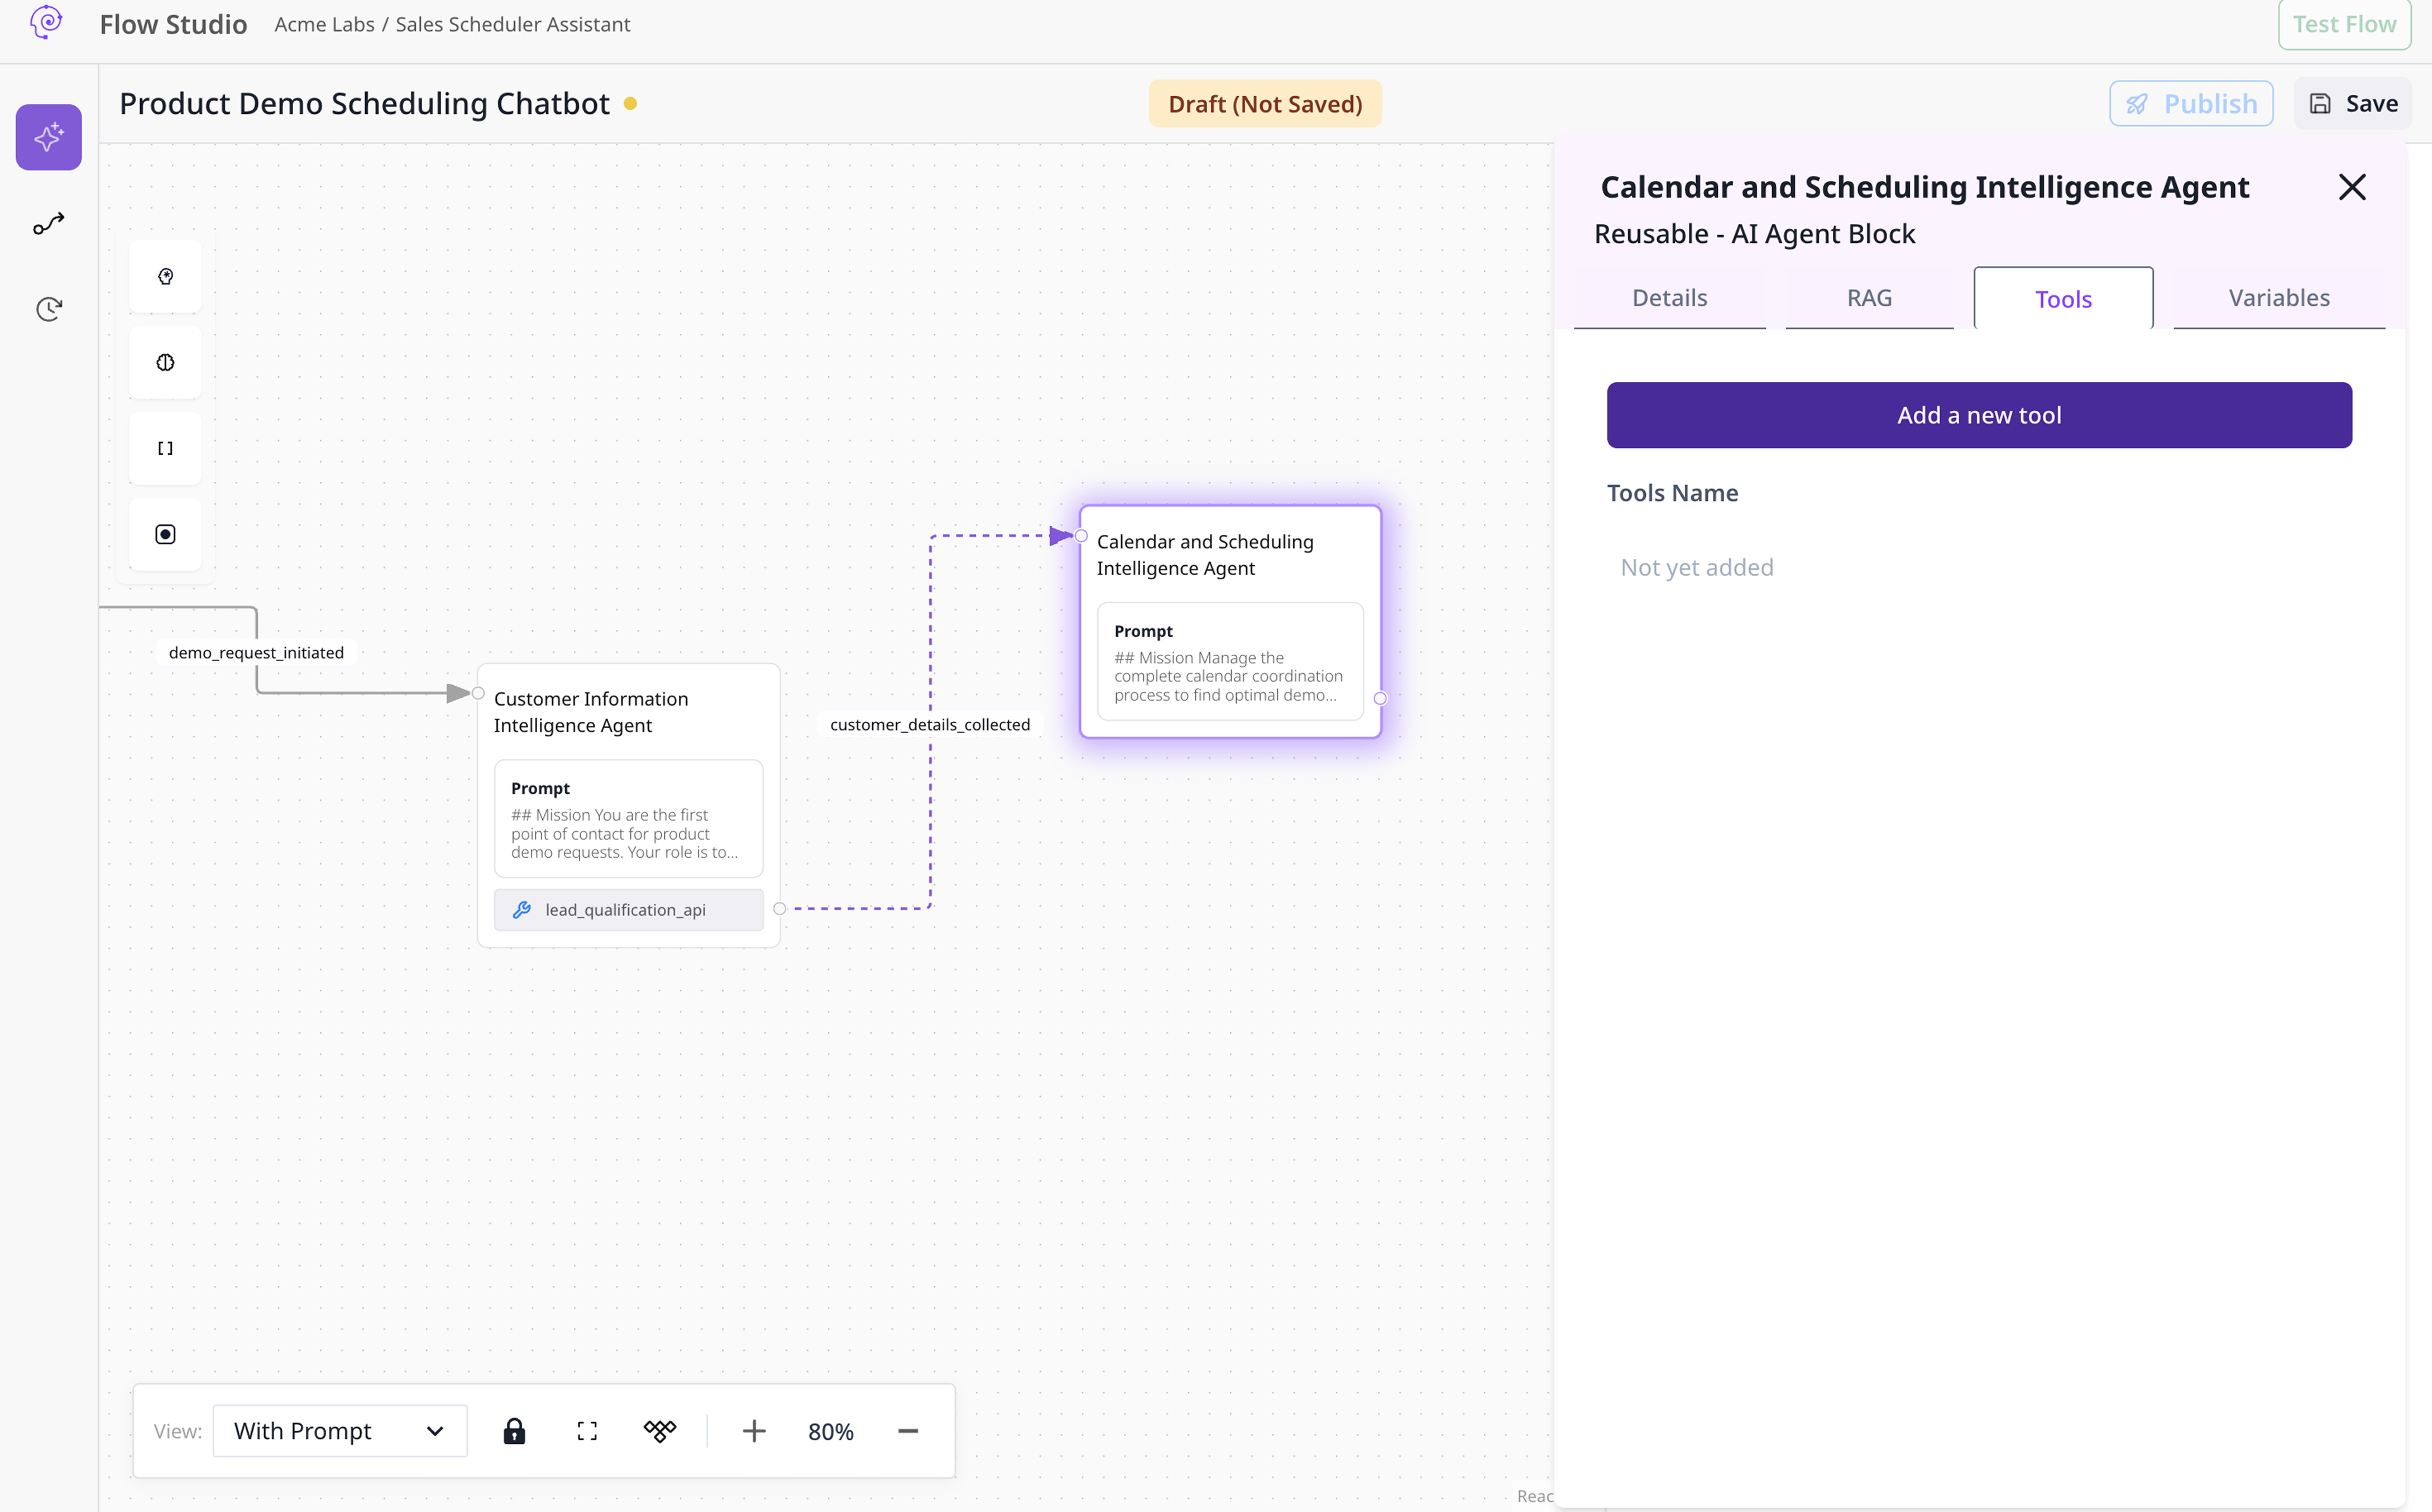 Flow Studio
Acme Labs / Sales Scheduler Assistant
Test Flow
Product Demo Scheduling Chatbot
Draft (Not Saved)
Publish
Save
Calendar and Scheduling Intelligence Agent
Reusable - AI Agent Block
Details
RAG
Tools
Variables
Add a new tool
Tools Name
Not yet added
demo_request_initiated
Customer Information
Intelligence Agent
Prompt
## Mission You are the first
point of contact for product
demo requests. Your role is to...
lead_qualification_api
customer_details_collected
Calendar and Scheduling
Intelligence Agent
Prompt
## Mission Manage the
complete calendar coordination
process to find optimal demo...
View:
With Prompt
80%
Reac